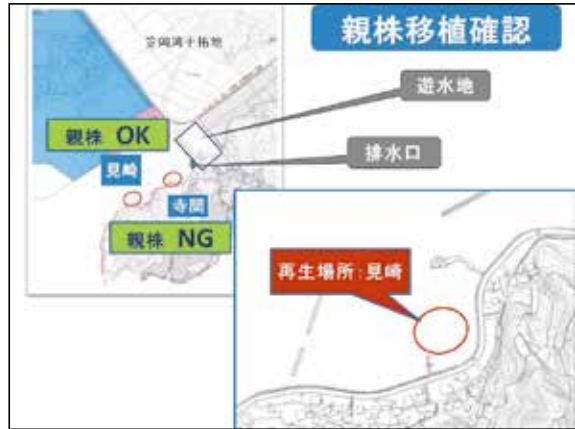 親株移植確認
笠岡湾干拓地
遊水地
親株 OK
排水口
見崎
寺間
親株 NG
再生場所:見崎